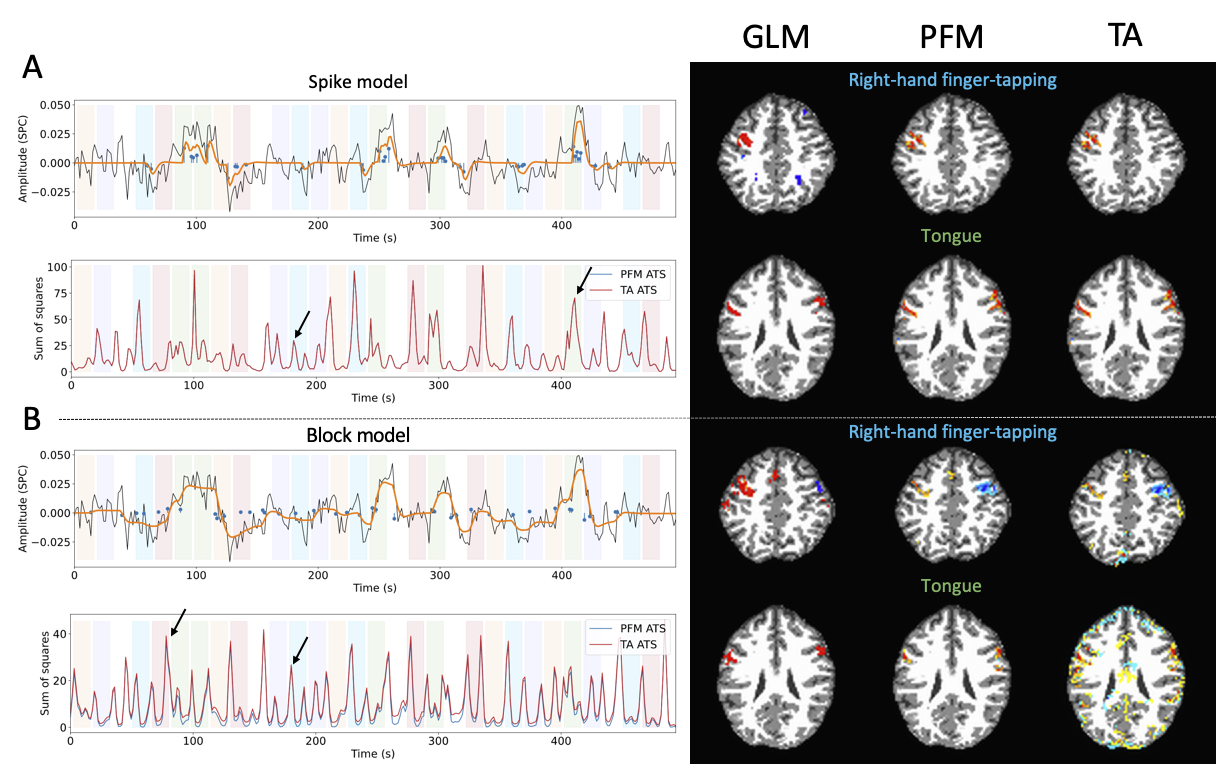 GLM PFM TA
A
Spike model
Right-hand finger-tapping
0.050
0.025
0.000
−0.025
Amplitude (SPC)
0 100 200 300 400
Time (s)
Tongue
100
75
50
25
0
Sum of squares
PFM ATS
TA ATS
0 100 200 300 400
Time (s)
B
Block model
Right-hand finger-tapping
0.050
0.025
0.000
−0.025
Amplitude (SPC)
0 100 200 300 400
Time (s)
Tongue
40
20
0
Sum of squares
PFM ATS
TA ATS
0 100 200 300 400
Time (s)